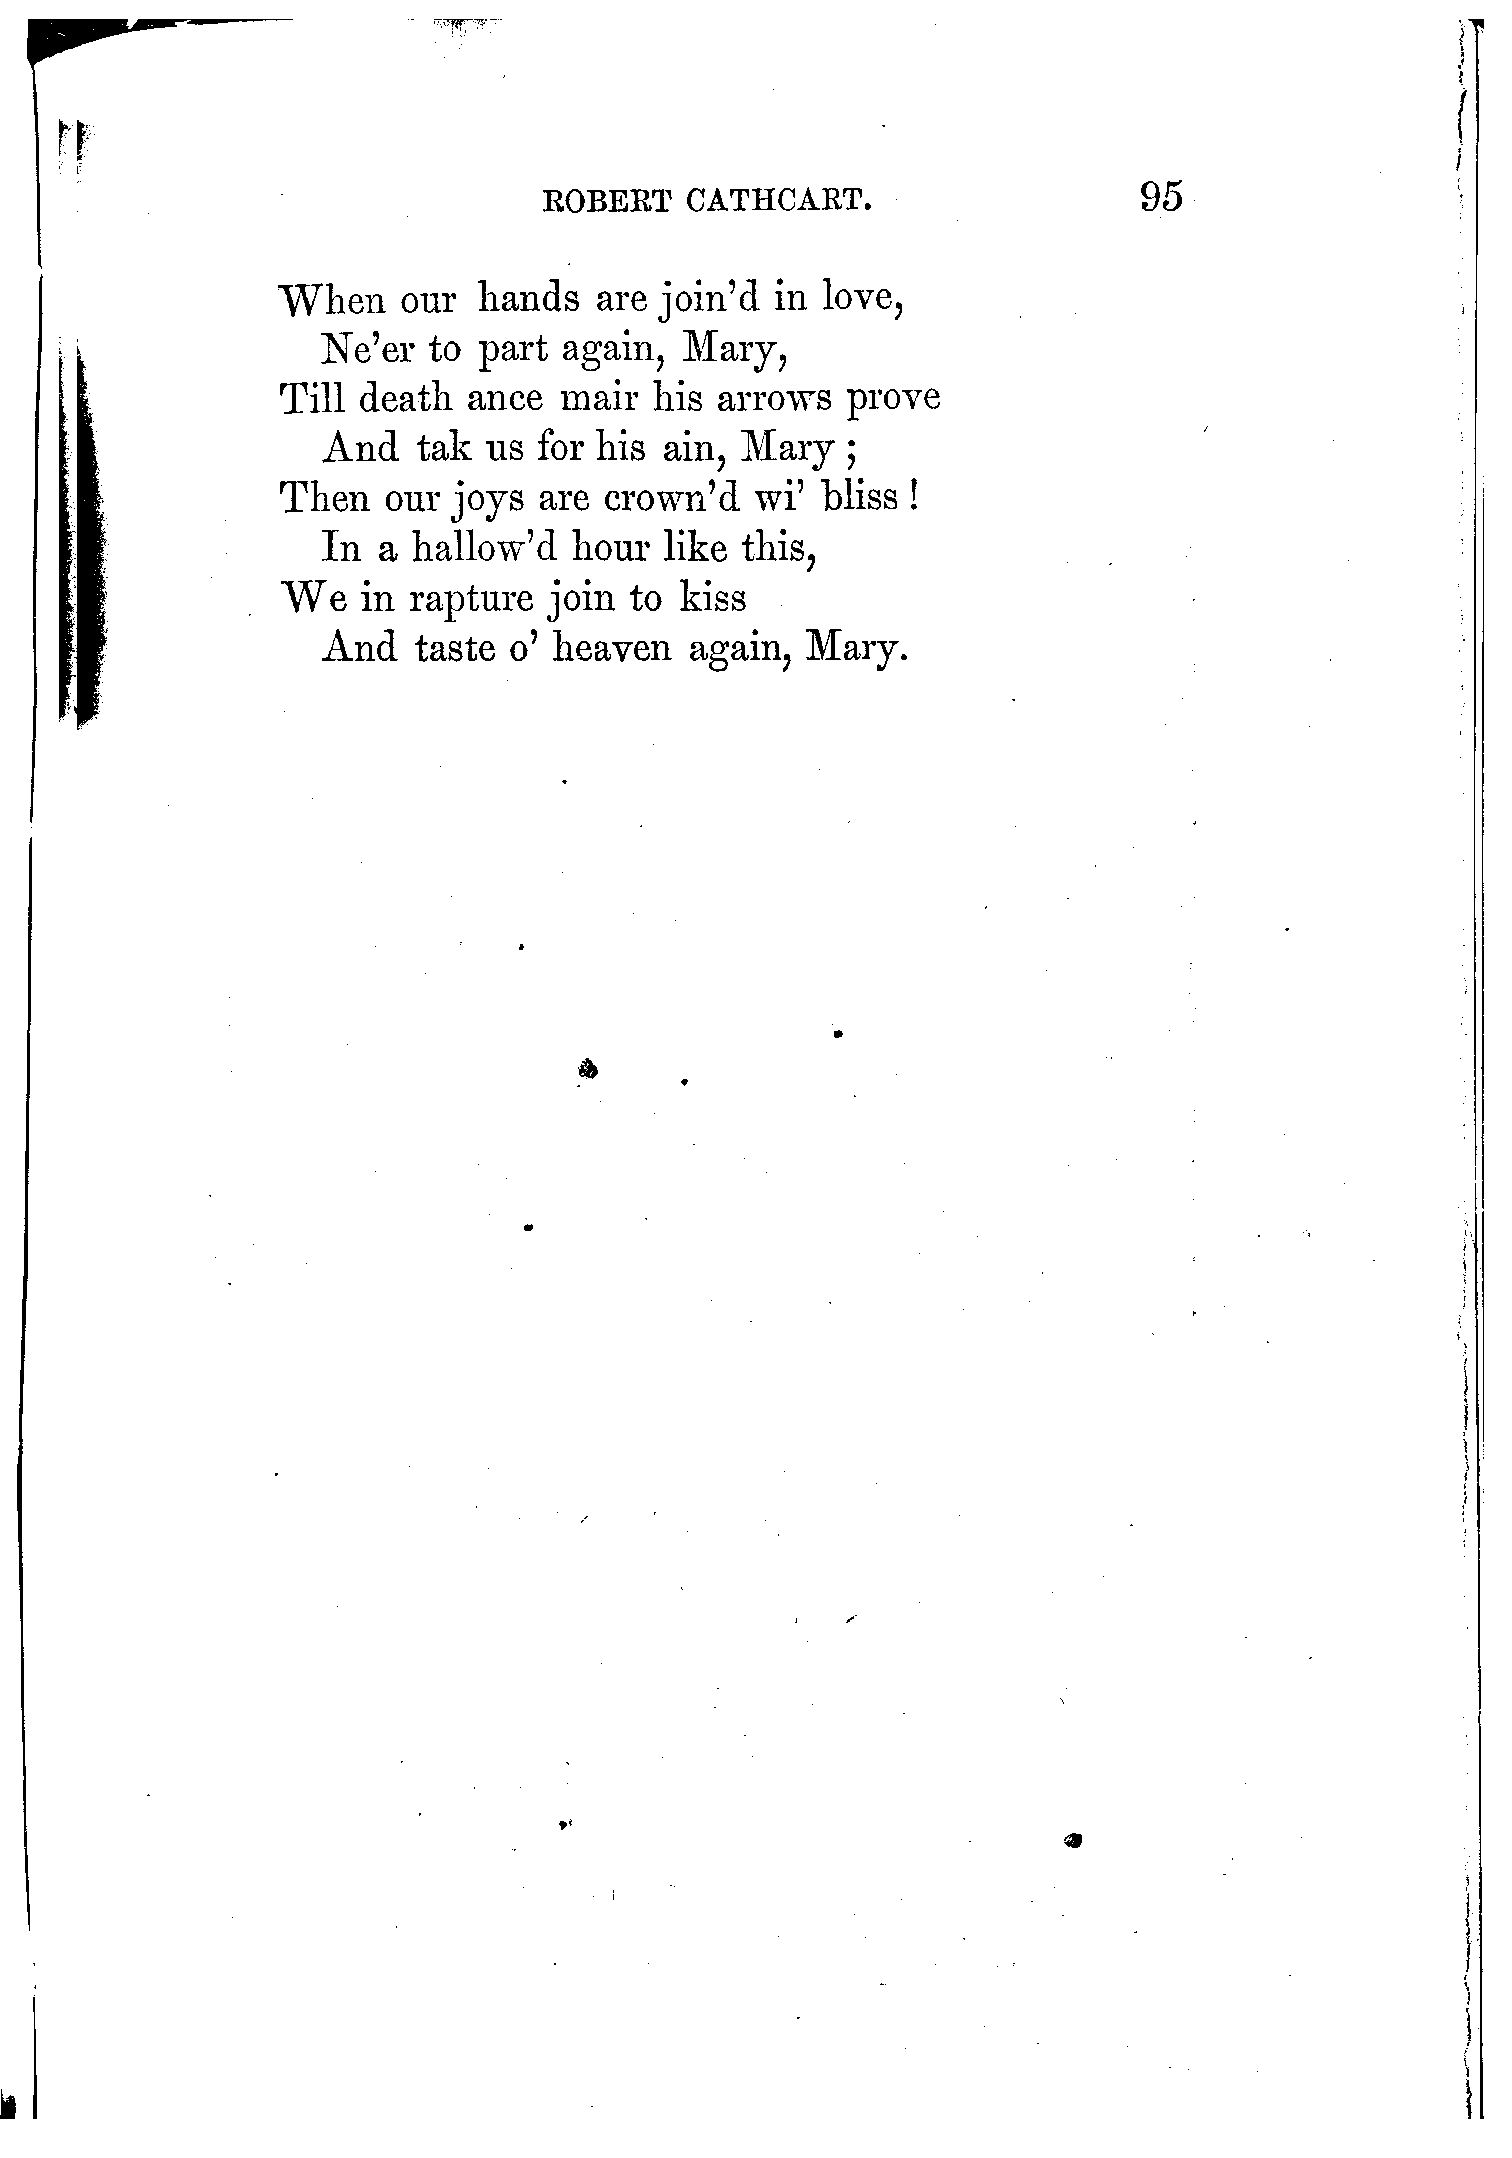 ROBERT CATHCART. 95
When our hands are join'd in love,
Ne'er to part again, Mary,
Till death ance mair his arrows prove
And tak us for his ain, Mary ;
Then our joys are crown'd wi' bliss !
In a hallow'd hour like this,
We in rapture join to kiss
And taste o' heaven again, Mary.